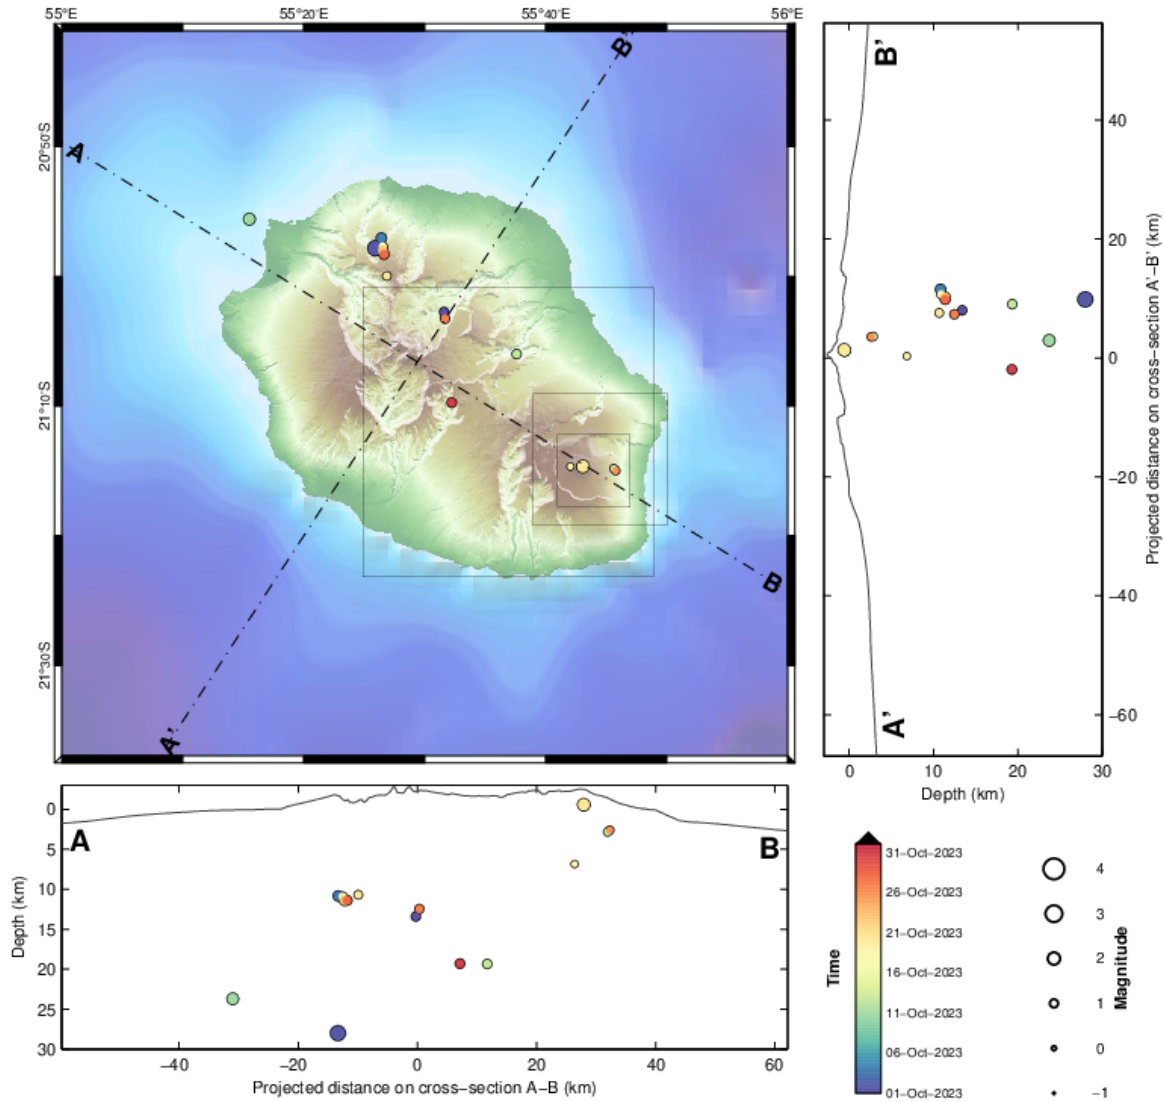 55°E 55°20'E 55°40'E 56°E
20°50'S
21°10'S
21°30'S
A
B'
B
A'
B'
A'
40
20
0
−20
−40
−60
Projected distance on cross−section A'−B' (km)
0 10 20 30
Depth (km)
0
5
10
15
20
25
30
Depth (km)
A
B
−40 −20 0 20 40 60
Projected distance on cross−section A−B (km)
Time
31−Oct−2023
26−Oct−2023
21−Oct−2023
16−Oct−2023
11−Oct−2023
06−Oct−2023
01−Oct−2023
4
3
2
1
0
−1
Magnitude